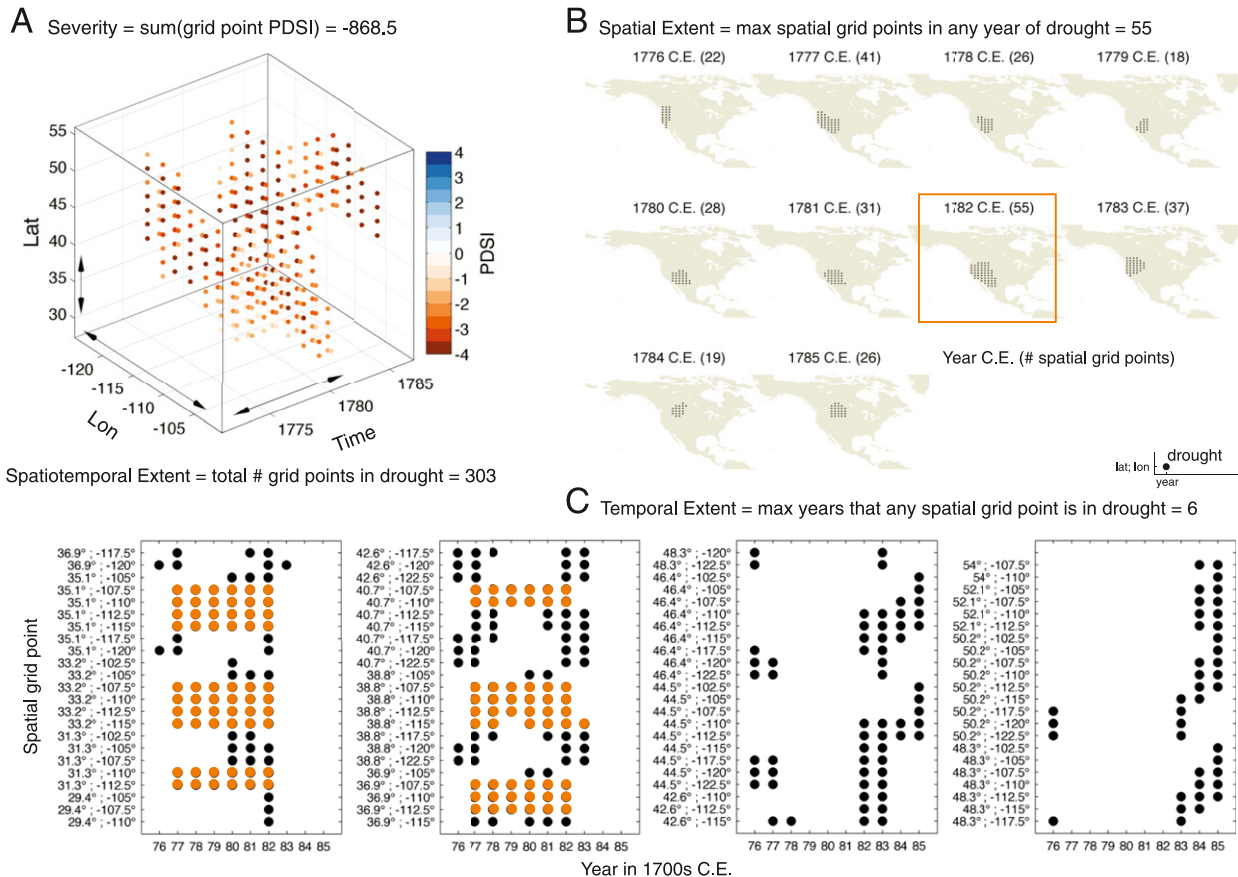 A Severity = sum(grid point PDSI) = -868.5
55
50
45
40
35
30
Lat
-120
-115
-110
-105
Lon
1775
1780
1785
Time
4
3
2
1
0
-1
-2
-3
-4
PDSI
Spatiotemporal Extent = total # grid points in drought = 303
B Spatial Extent = max spatial grid points in any year of drought = 55
1776 C.E. (22) 1777 C.E. (41) 1778 C.E. (26) 1779 C.E. (18)
1780 C.E. (28) 1781 C.E. (31) 1782 C.E. (55) 1783 C.E. (37)
1784 C.E. (19) 1785 C.E. (26) Year C.E. (# spatial grid points)
drought
lat; lon
year
C Temporal Extent = max years that any spatial grid point is in drought = 6
Spatial grid point
36.9° ; -117.5°
36.9° ; -120°
35.1° ; -105°
35.1° ; -107.5°
35.1° ; -110°
35.1° ; -112.5°
35.1° ; -115°
35.1° ; -117.5°
35.1° ; -120°
33.2° ; -102.5°
33.2° ; -105°
33.2° ; -107.5°
33.2° ; -110°
33.2° ; -112.5°
33.2° ; -115°
31.3° ; -102.5°
31.3° ; -105°
31.3° ; -107.5°
31.3° ; -110°
31.3° ; -112.5°
29.4° ; -105°
29.4° ; -107.5°
29.4° ; -110°
76 77 78 79 80 81 82 83 84 85
42.6° ; -117.5°
42.6° ; -120°
42.6° ; -122.5°
40.7° ; -107.5°
40.7° ; -110°
40.7° ; -112.5°
40.7° ; -115°
40.7° ; -117.5°
40.7° ; -120°
40.7° ; -122.5°
38.8° ; -105°
38.8° ; -107.5°
38.8° ; -110°
38.8° ; -112.5°
38.8° ; -115°
38.8° ; -117.5°
38.8° ; -120°
38.8° ; -122.5°
36.9° ; -105°
36.9° ; -107.5°
36.9° ; -110°
36.9° ; -112.5°
36.9° ; -115°
76 77 78 79 80 81 82 83 84 85
48.3° ; -120°
48.3° ; -122.5°
46.4° ; -102.5°
46.4° ; -105°
46.4° ; -107.5°
46.4° ; -110°
46.4° ; -112.5°
46.4° ; -115°
46.4° ; -117.5°
46.4° ; -120°
46.4° ; -122.5°
44.5° ; -102.5°
44.5° ; -105°
44.5° ; -107.5°
44.5° ; -110°
44.5° ; -112.5°
44.5° ; -115°
44.5° ; -117.5°
44.5° ; -120°
44.5° ; -122.5°
42.6° ; -110°
42.6° ; -112.5°
42.6° ; -115°
76 77 78 79 80 81 82 83 84 85
54° ; -107.5°
54° ; -110°
52.1° ; -105°
52.1° ; -107.5°
52.1° ; -110°
52.1° ; -112.5°
50.2° ; -102.5°
50.2° ; -105°
50.2° ; -107.5°
50.2° ; -110°
50.2° ; -112.5°
50.2° ; -115°
50.2° ; -117.5°
50.2° ; -120°
50.2° ; -122.5°
48.3° ; -102.5°
48.3° ; -105°
48.3° ; -107.5°
48.3° ; -110°
48.3° ; -112.5°
48.3° ; -115°
48.3° ; -117.5°
76 77 78 79 80 81 82 83 84 85
Year in 1700s C.E.